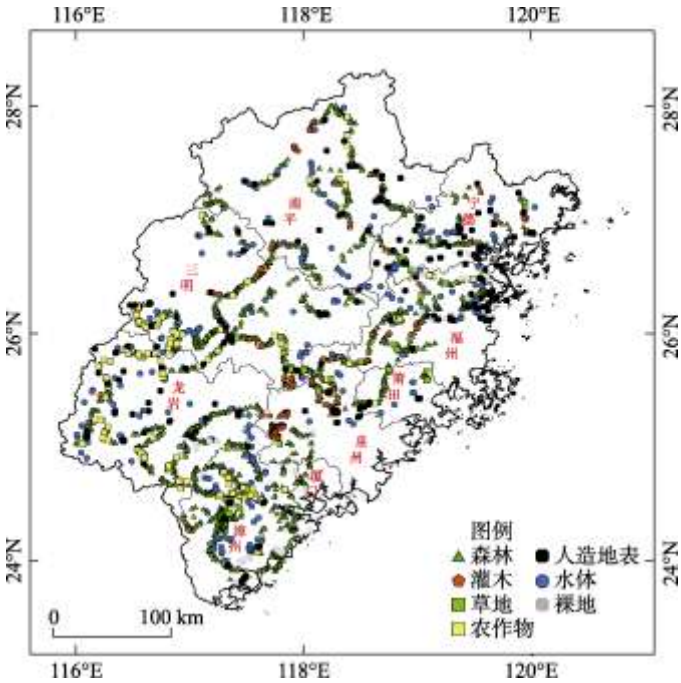 116°E 118°E 120°E
28°N 28°N
南平
宁德
三明
26°N 26°N
福州
龙岩
莆田
泉州
厦门
漳州
图例
24°N 24°N
森林 人造地表
灌木 水体
草地 裸地
农作物
0 100 km
116°E 118°E 120°E